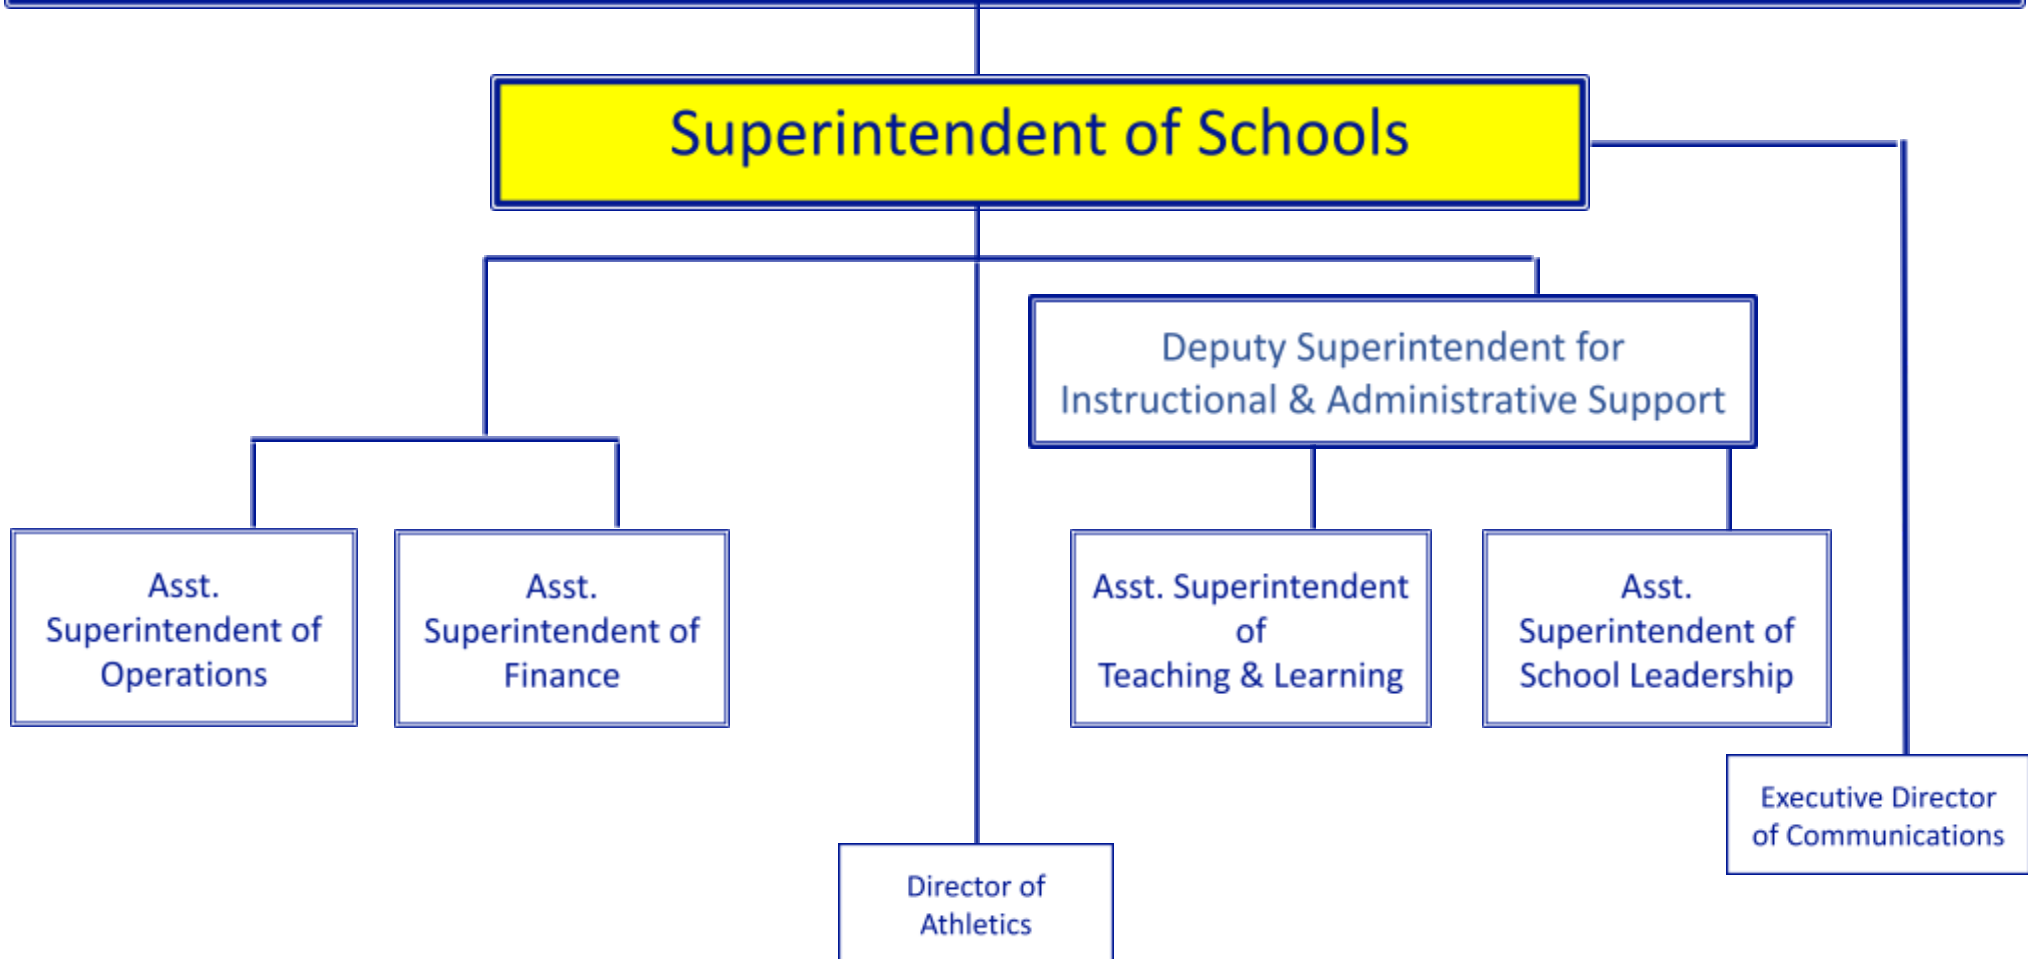 Superintendent of Schools
Deputy Superintendent for
Instructional & Administrative Support
Asst.
Superintendent of
Operations
Asst.
Superintendent of
Finance
Asst. Superintendent
of
Teaching & Learning
Asst.
Superintendent of
School Leadership
Executive Director
of Communications
Director of
Athletics